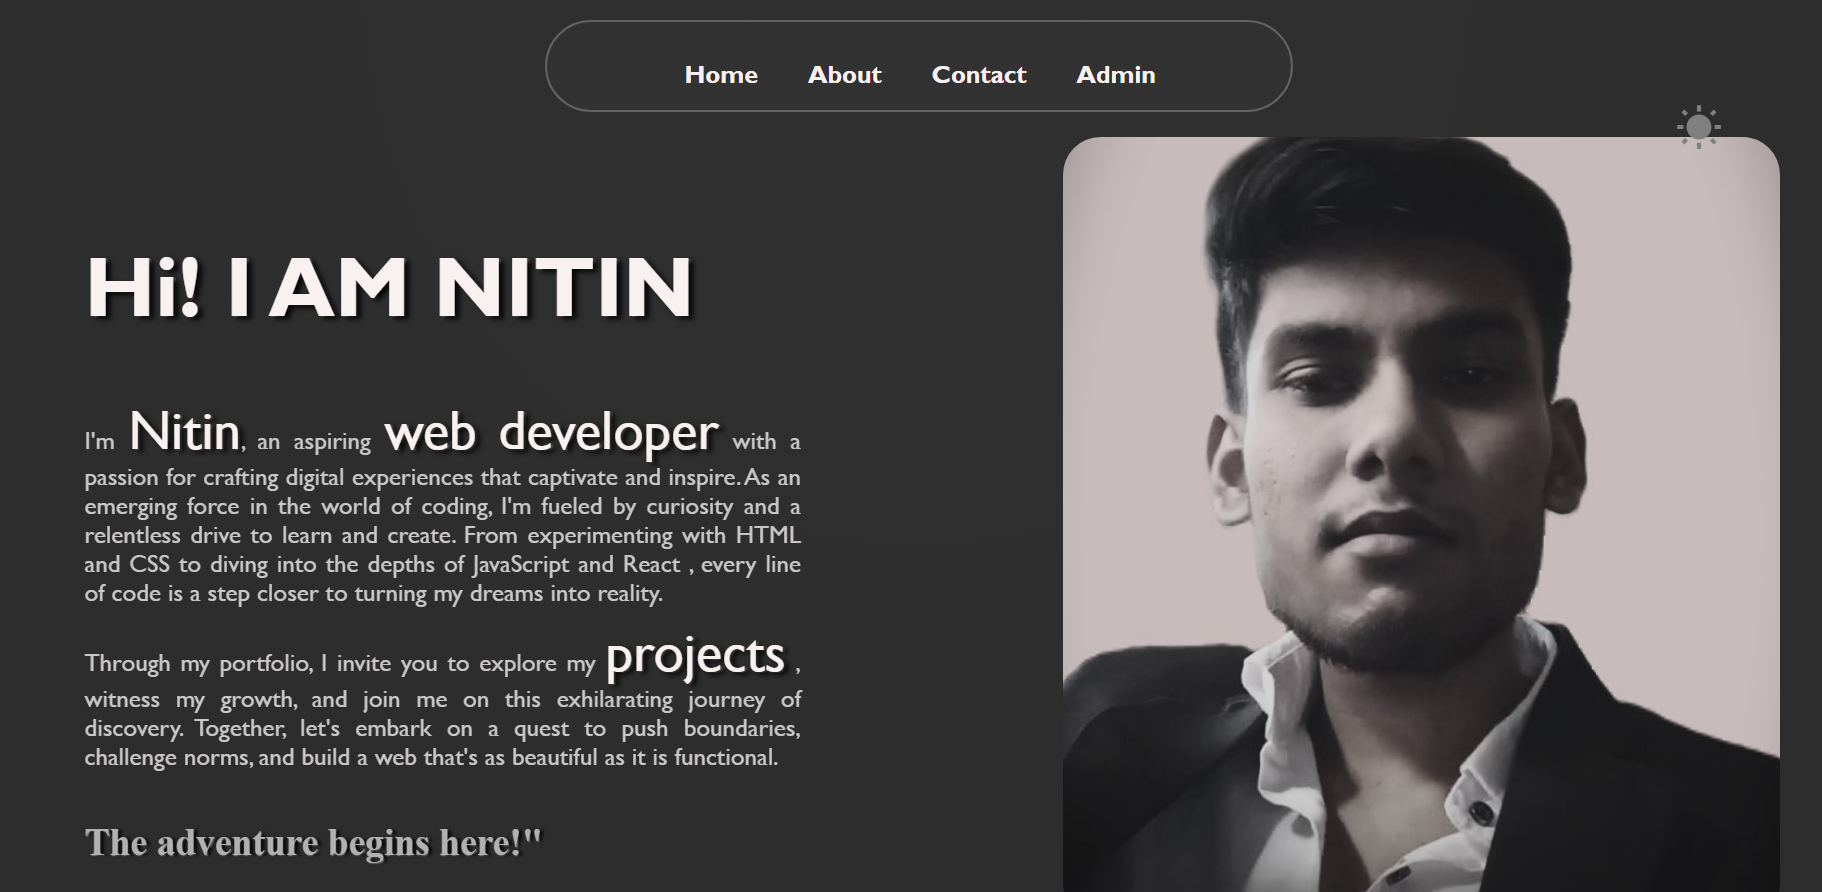 Home About Contact Admin
Hi! I AM NITIN
I'm Nitin, an aspiring web developer with a
passion for crafting digital experiences that captivate and inspire. As an
emerging force in the world of coding, I'm fueled by curiosity and a
relentless drive to learn and create. From experimenting with HTML
and CSS to diving into the depths of JavaScript and React , every line
of code is a step closer to turning my dreams into reality.
Through my portfolio, I invite you to explore my projects ,
witness my growth, and join me on this exhilarating journey of
discovery. Together, let's embark on a quest to push boundaries,
challenge norms, and build a web that's as beautiful as it is functional.
The adventure begins here!"